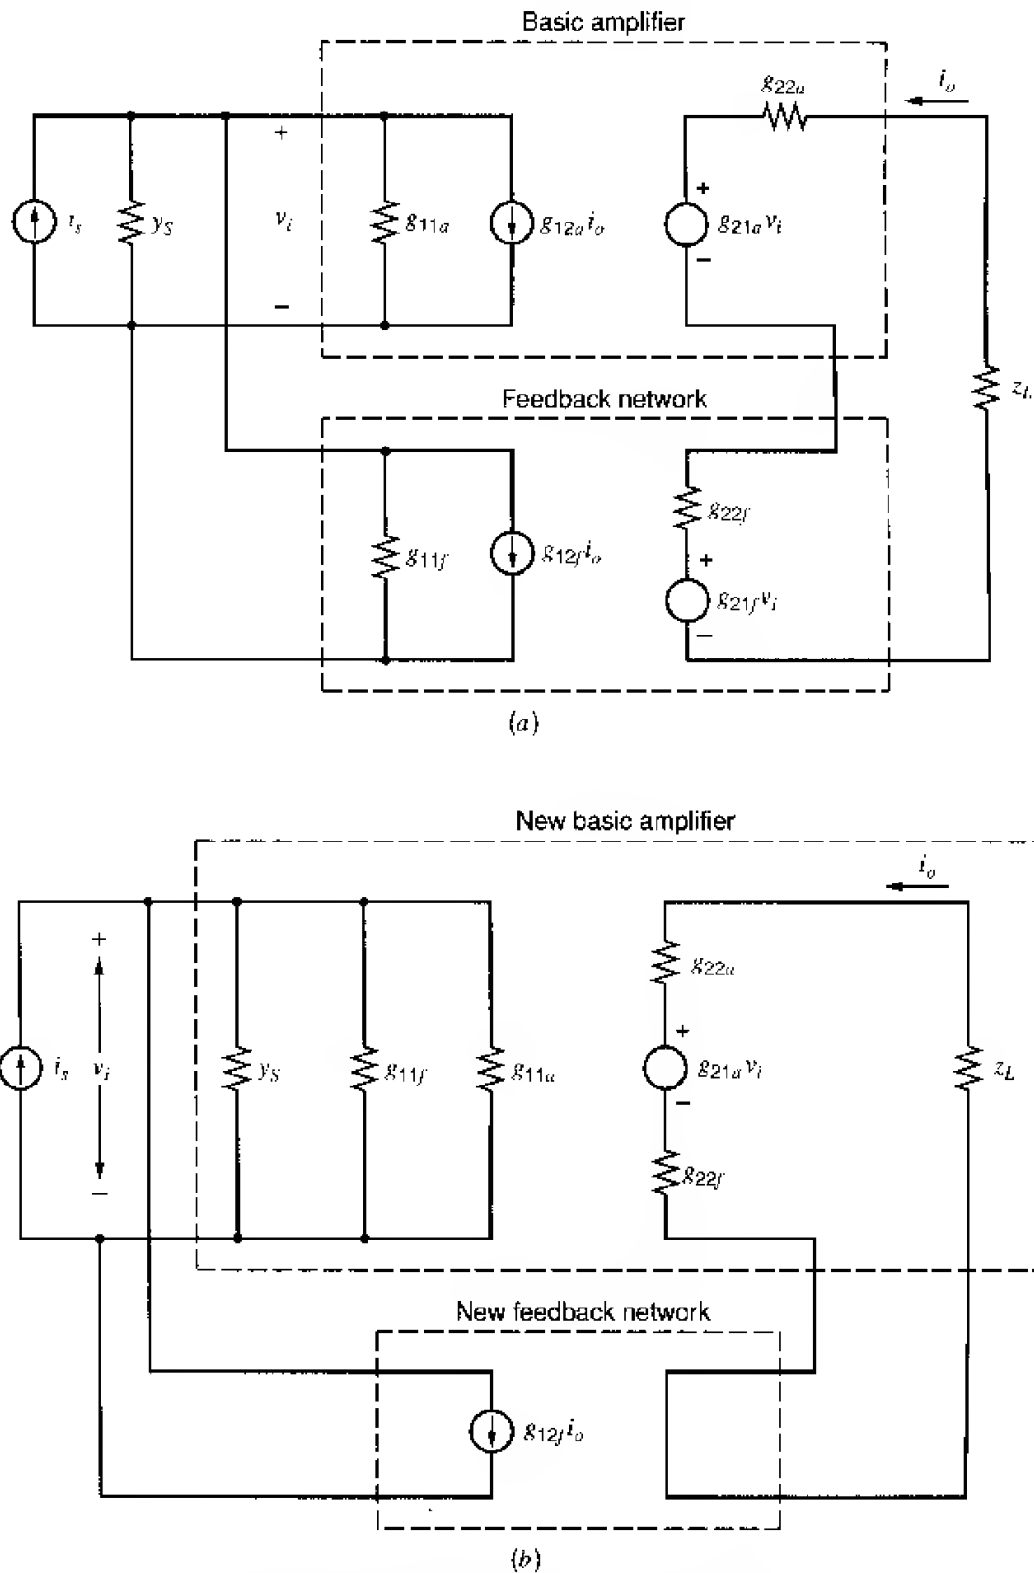 Basic amplifier
g22a
io
+
is
yS
vi
g11a
g12a io
+
g21a vi
−
−
zL
Feedback network
g22f
g11f
g12f io
+
g21f vi
−
(a)
New basic amplifier
io
+
g22a
+
is
vi
yS
g11f
g11a
g21a vi
zL
−
g22f
−
New feedback network
g12f io
(b)